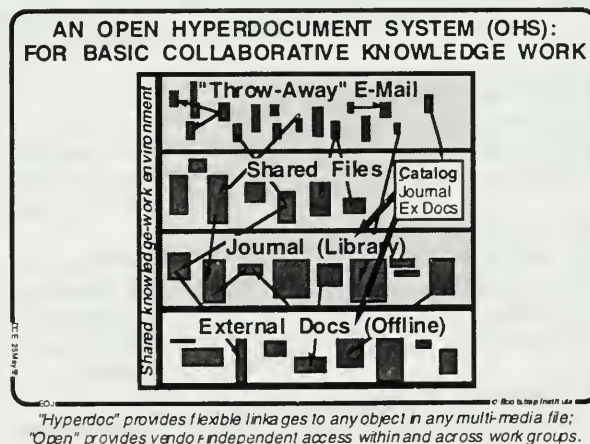 AN OPEN HYPERDOCUMENT SYSTEM (OHS):
FOR BASIC COLLABORATIVE KNOWLEDGE WORK
Shared knowledge-work environment
"Throw-Away" E-Mail
Shared Files
Catalog
Journal
Ex Docs
Journal (Library)
External Docs (Offline)
© Bootstrap Institute
"Hyperdoc" provides flexible linkages to any object in any multi-media file;
"Open" provides vendor independent access within and across work groups.